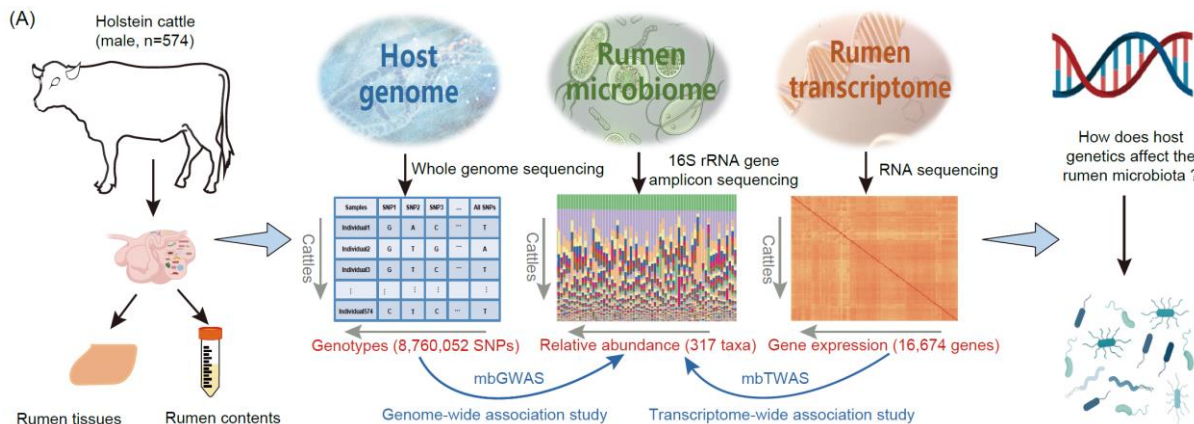 (A)
Holstein cattle
(male, n=574)
Rumen tissues
Rumen contents
Host
genome
Whole genome sequencing
Cattles
Samples SNP1 SNP2 SNP3 ... All SNPs
Individual1 G A C ... T
Individual2 G T G ... A
Individual3 G T C ... T
⋮ ⋮ ⋮ ⋮ ⋮
Individual574 C T C ... T
Genotypes (8,760,052 SNPs)
Rumen
microbiome
16S rRNA gene
amplicon sequencing
Cattles
Relative abundance (317 taxa)
Rumen
transcriptome
RNA sequencing
Cattles
Gene expression (16,674 genes)
mbGWAS
Genome-wide association study
mbTWAS
Transcriptome-wide association study
How does host
genetics affect the
rumen microbiota ?